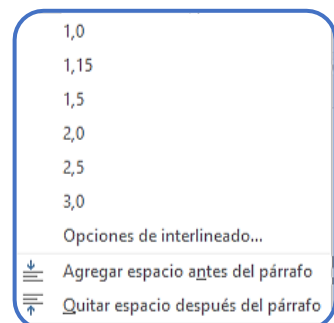 1,0
1,15
1,5
2,0
2,5
3,0
Opciones de interlineado...
Agregar espacio antes del párrafo
Quitar espacio después del párrafo